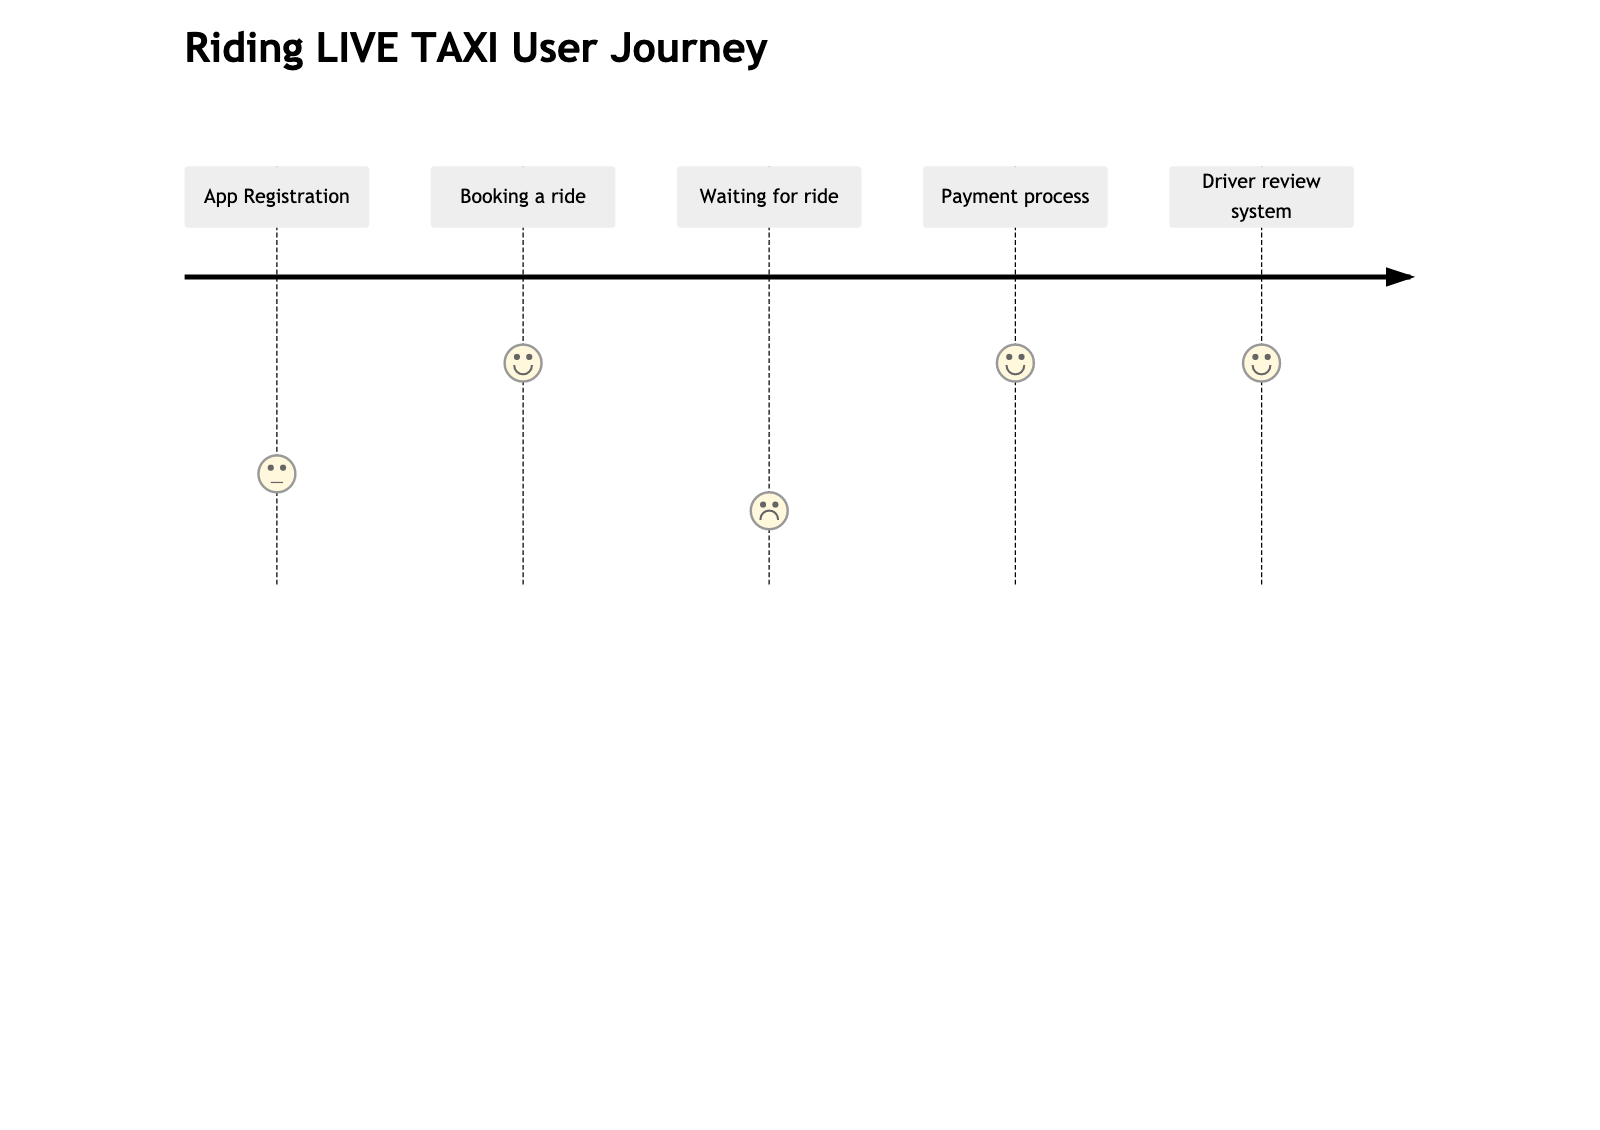 Riding LIVE TAXI User Journey
App Registration
Booking a ride
Waiting for ride
Payment process
Driver review
system